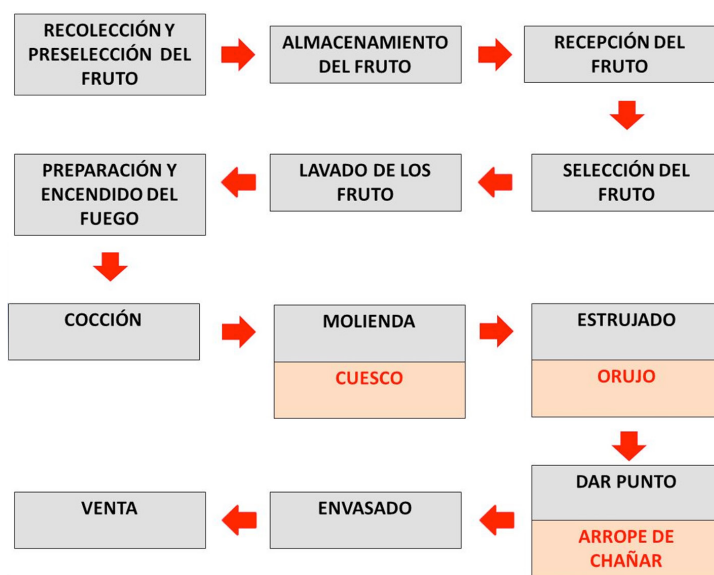 RECOLECCIÓN Y
PRESELECCIÓN DEL
FRUTO
ALMACENAMIENTO
DEL FRUTO
RECEPCIÓN DEL
FRUTO
SELECCIÓN DEL
FRUTO
LAVADO DE LOS
FRUTO
PREPARACIÓN Y
ENCENDIDO DEL
FUEGO
COCCIÓN
MOLIENDA
CUESCO
ESTRUJADO
ORUJO
DAR PUNTO
ARROPE DE
CHAÑAR
ENVASADO
VENTA